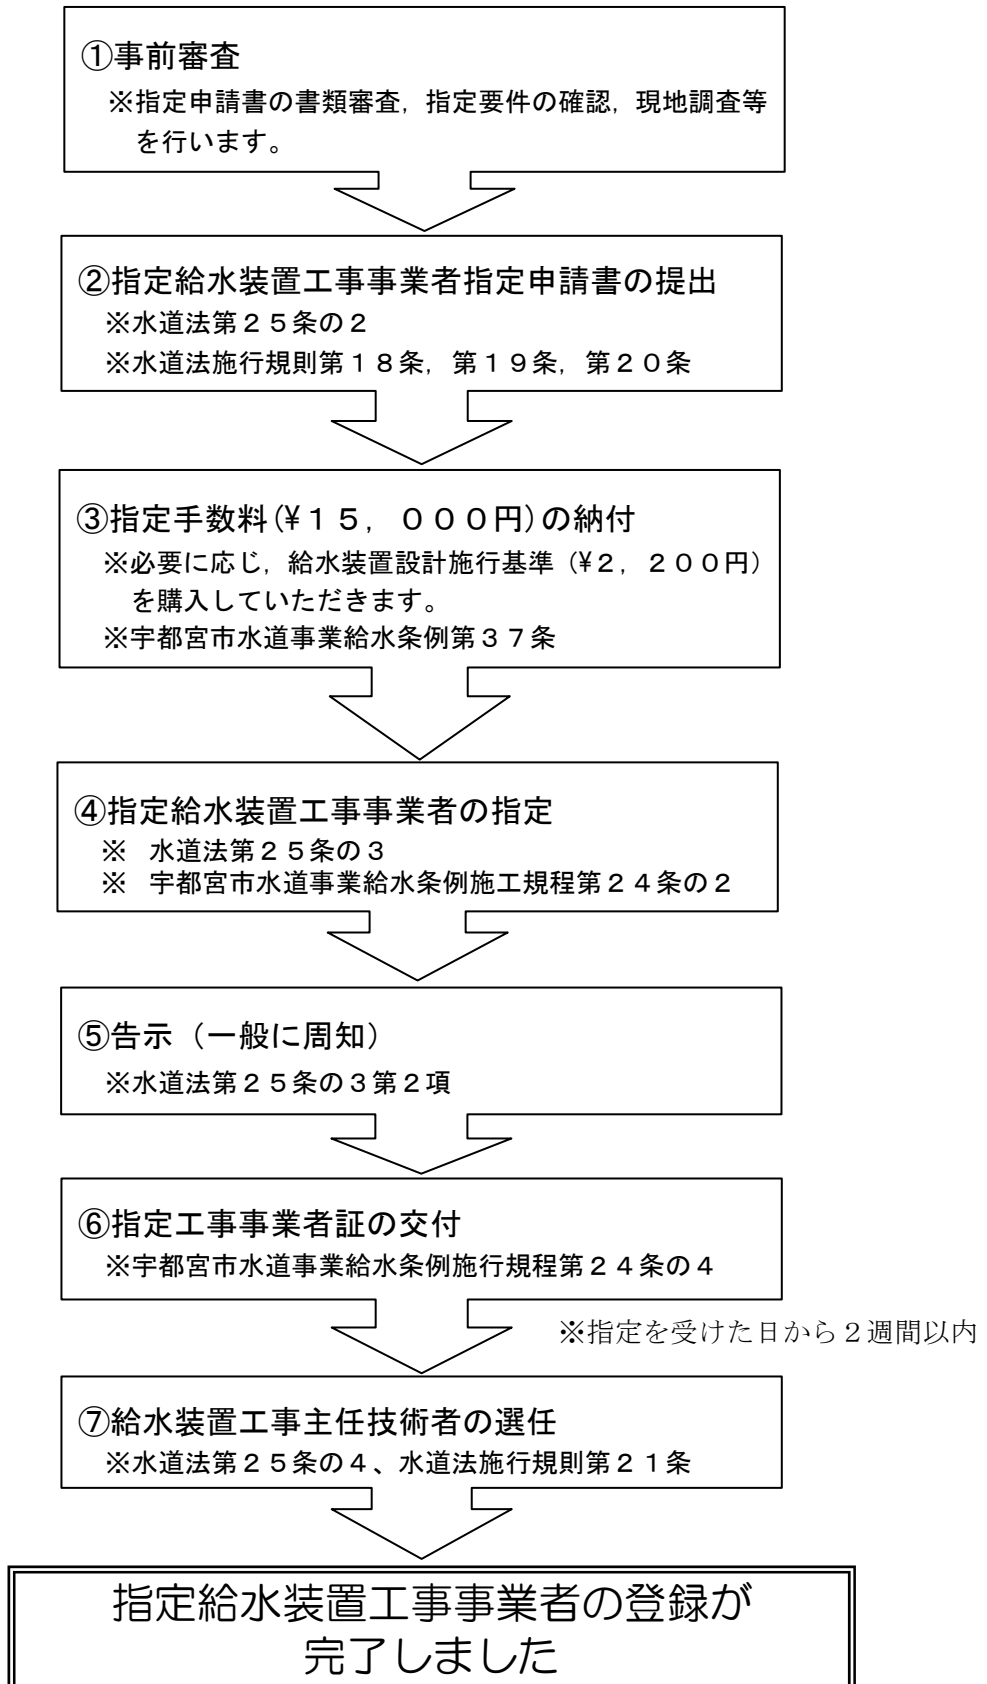 ①事前審査
※指定申請書の書類審査，指定要件の確認，現地調査等
を行います。
②指定給水装置工事事業者指定申請書の提出
※水道法第２５条の２
※水道法施行規則第１８条，第１９条，第２０条
③指定手数料(¥１５，０００円)の納付
※必要に応じ，給水装置設計施行基準（¥２，２００円）
を購入していただきます。
※宇都宮市水道事業給水条例第３７条
④指定給水装置工事事業者の指定
※　水道法第２５条の３
※　宇都宮市水道事業給水条例施工規程第２４条の２
⑤告示（一般に周知）
※水道法第２５条の３第２項
⑥指定工事事業者証の交付
※宇都宮市水道事業給水条例施行規程第２４条の４
※指定を受けた日から２週間以内
⑦給水装置工事主任技術者の選任
※水道法第２５条の４、水道法施行規則第２１条
指定給水装置工事事業者の登録が
完了しました